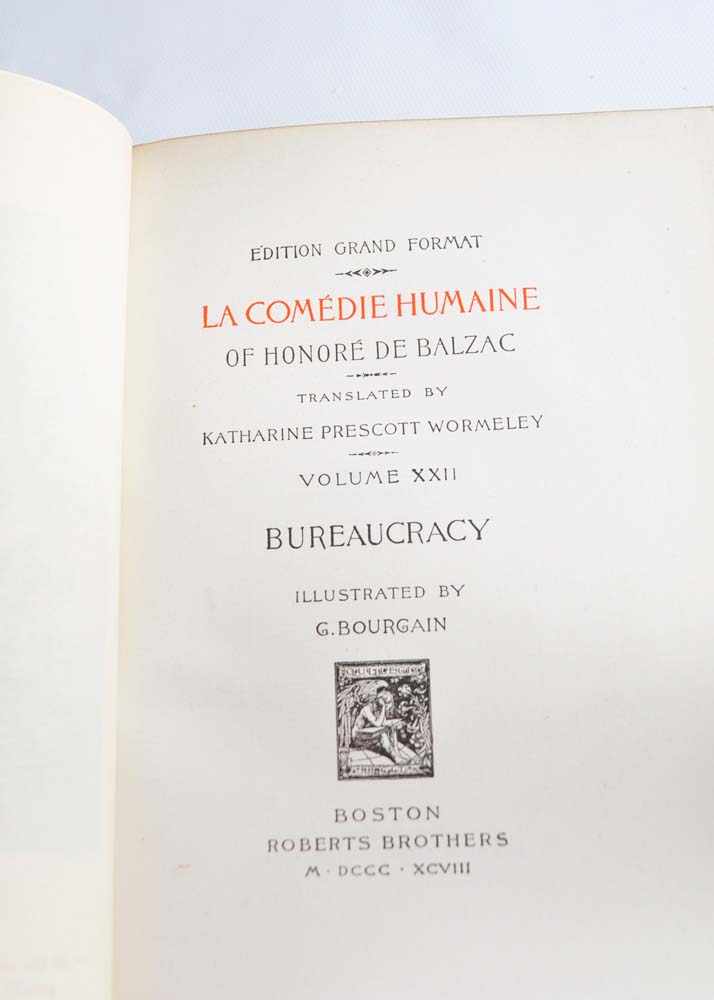 ÉDITION GRAND FORMAT
LA COMÉDIE HUMAINE
OF HONORÉ DE BALZAC
TRANSLATED BY
KATHARINE PRESCOTT WORMELEY
VOLUME XXII
BUREAUCRACY
ILLUSTRATED BY
G. BOURGAIN
BOSTON
ROBERTS BROTHERS
M · DCCC · XCVIII